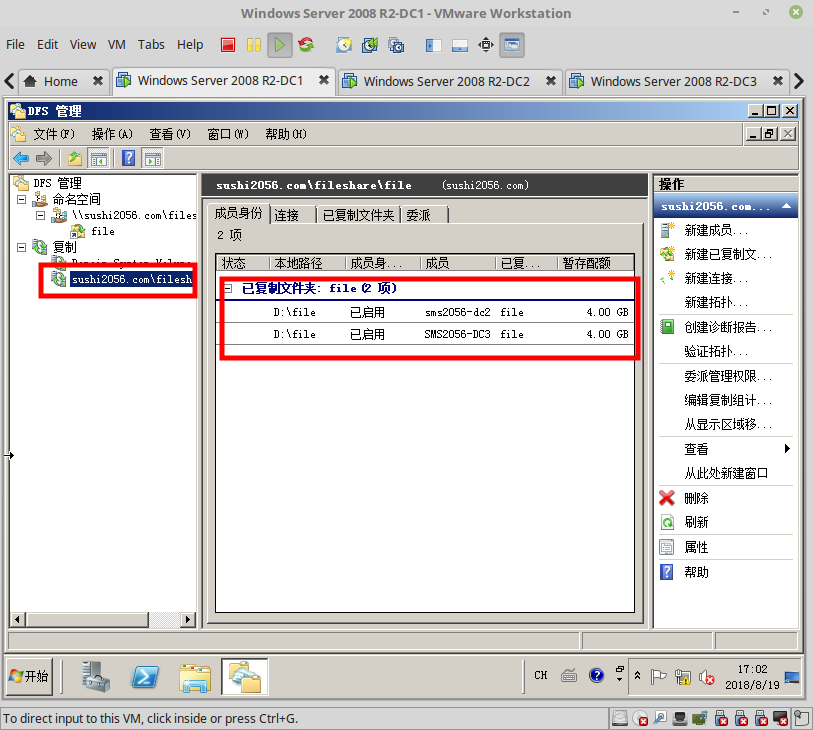 Windows Server 2008 R2-DC1 - VMware Workstation
File Edit View VM Tabs Help
Home Windows Server 2008 R2-DC1 Windows Server 2008 R2-DC2 Windows Server 2008 R2-DC3
DFS 管理
文件(F) 操作(A) 查看(V) 窗口(W) 帮助(H)
DFS 管理
命名空间
\\sushi2056.com\files
file
复制
Domain System Volume
sushi2056.com\filesh
sushi2056.com\fileshare\file (sushi2056.com)
成员身份 连接 已复制文件夹 委派
2 项
状态 本地路径 成员身... 成员 已复... 暂存配额
已复制文件夹: file (2 项)
D:\file 已启用 sms2056-dc2 file 4.00 GB
D:\file 已启用 SMS2056-DC3 file 4.00 GB
操作
sushi2056.com...
新建成员...
新建已复制文...
新建连接...
新建拓扑...
创建诊断报告...
验证拓扑...
委派管理权限...
编辑复制组计...
从显示区域移...
查看
从此处新建窗口
删除
刷新
属性
帮助
开始
CH
17:02
2018/8/19
To direct input to this VM, click inside or press Ctrl+G.